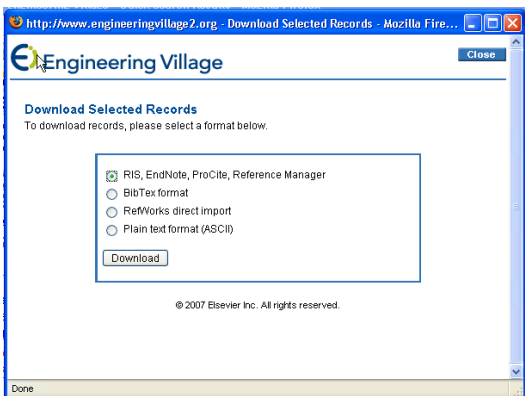 http://www.engineeringvillage2.org - Download Selected Records - Mozilla Fire...
Engineering Village
Close
Download Selected Records
To download records, please select a format below.
RIS, EndNote, ProCite, Reference Manager
BibTex format
RefWorks direct import
Plain text format (ASCII)
Download
© 2007 Elsevier Inc. All rights reserved.
Done